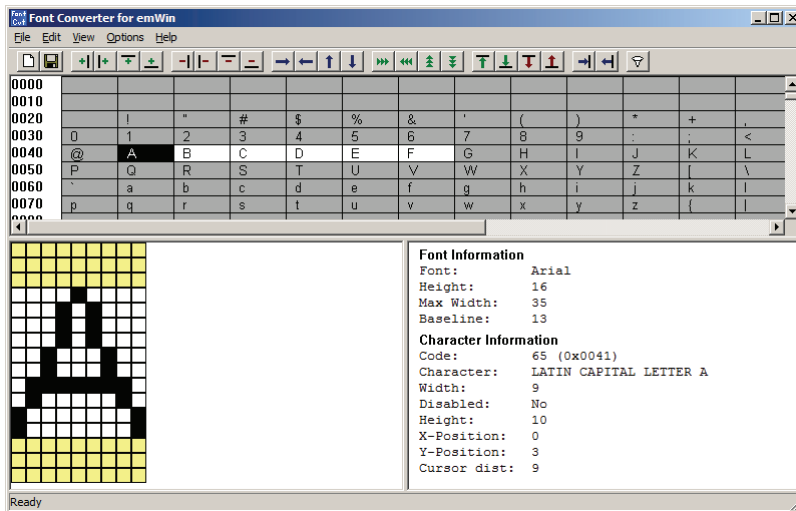 Font Cvt Font Converter for emWin
File Edit View Options Help
0000
0010
0020 ! " # $ % & ' ( ) * + ,
0030 0 1 2 3 4 5 6 7 8 9 : ; <
0040 @ A B C D E F G H I J K L
0050 P Q R S T U V W X Y Z [ \
0060 ` a b c d e f g h i j k l
0070 p q r s t u v w x y z { |
Font Information
Font: Arial
Height: 16
Max Width: 35
Baseline: 13
Character Information
Code: 65 (0x0041)
Character: LATIN CAPITAL LETTER A
Width: 9
Disabled: No
Height: 10
X-Position: 0
Y-Position: 3
Cursor dist: 9
Ready